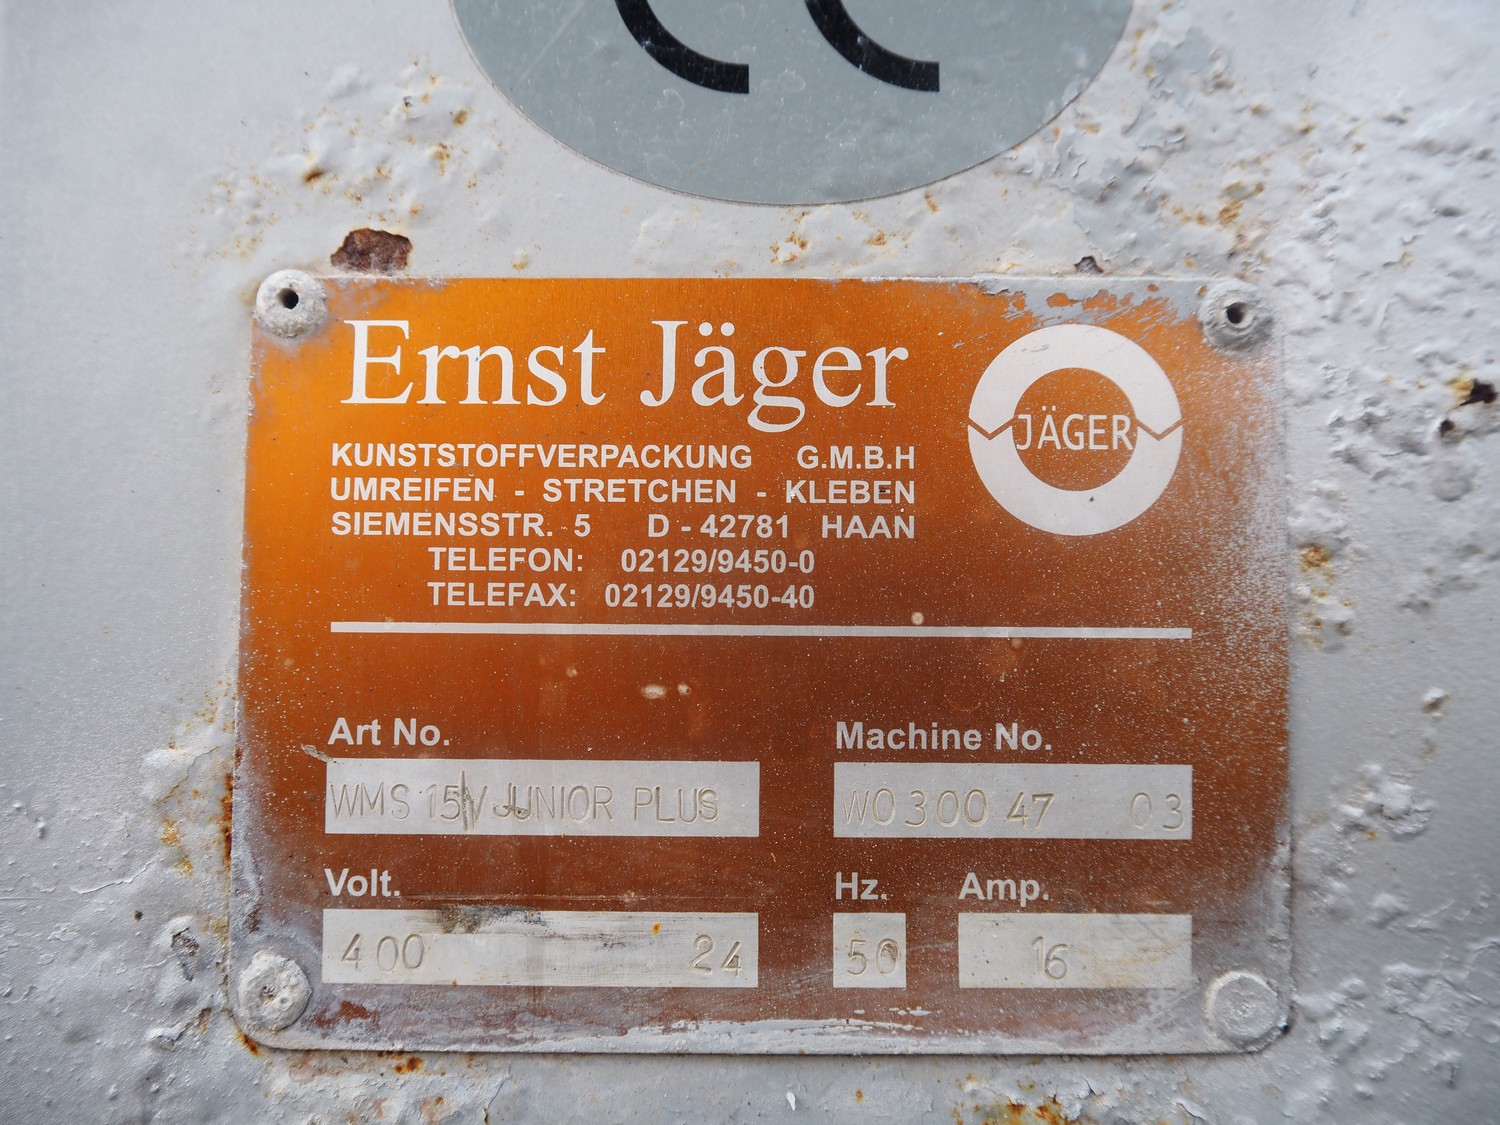 Ernst Jäger
JÄGER
KUNSTSTOFFVERPACKUNG G.M.B.H
UMREIFEN - STRETCHEN - KLEBEN
SIEMENSSTR. 5 D - 42781 HAAN
TELEFON: 02129/9450-0
TELEFAX: 02129/9450-40
Art No. Machine No.
WMS 15 V JUNIOR PLUS WO 300 47 03
Volt. Hz. Amp.
400 24 50 16